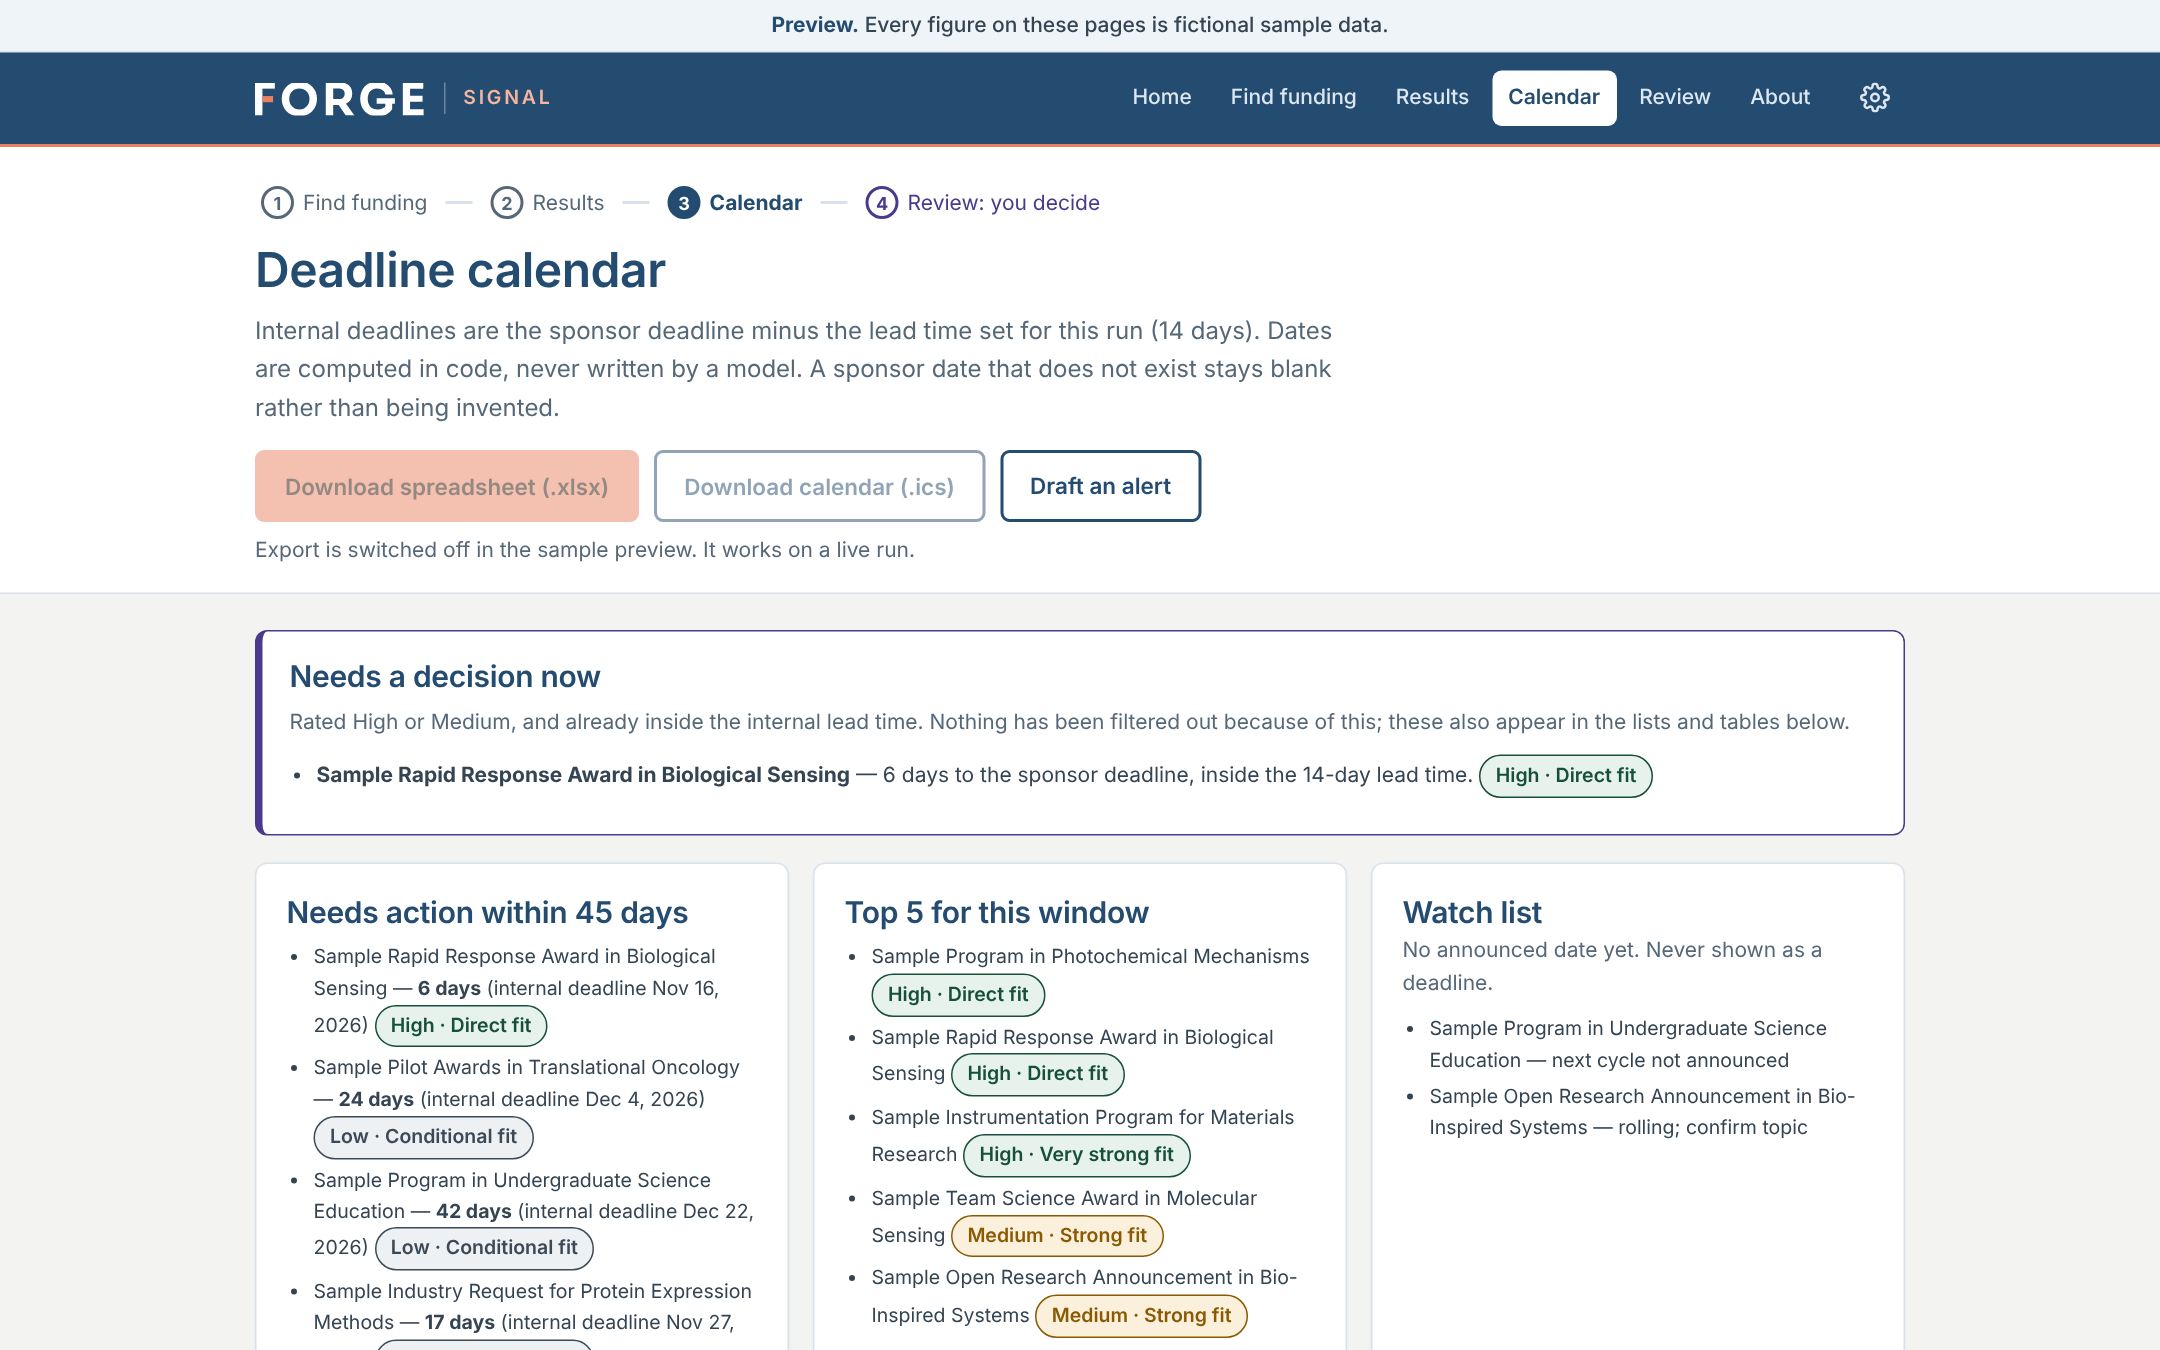 Preview. Every figure on these pages is fictional sample data.
FORGE SIGNAL
Home Find funding Results Calendar Review About
1 Find funding 2 Results 3 Calendar 4 Review: you decide
Deadline calendar
Internal deadlines are the sponsor deadline minus the lead time set for this run (14 days). Dates
are computed in code, never written by a model. A sponsor date that does not exist stays blank
rather than being invented.
Download spreadsheet (.xlsx) Download calendar (.ics) Draft an alert
Export is switched off in the sample preview. It works on a live run.
Needs a decision now
Rated High or Medium, and already inside the internal lead time. Nothing has been filtered out because of this; these also appear in the lists and tables below.
• Sample Rapid Response Award in Biological Sensing — 6 days to the sponsor deadline, inside the 14-day lead time. High · Direct fit
Needs action within 45 days
• Sample Rapid Response Award in Biological
Sensing — 6 days (internal deadline Nov 16,
2026) High · Direct fit
• Sample Pilot Awards in Translational Oncology
— 24 days (internal deadline Dec 4, 2026)
Low · Conditional fit
• Sample Program in Undergraduate Science
Education — 42 days (internal deadline Dec 22,
2026) Low · Conditional fit
• Sample Industry Request for Protein Expression
Methods — 17 days (internal deadline Nov 27,
Top 5 for this window
• Sample Program in Photochemical Mechanisms
High · Direct fit
• Sample Rapid Response Award in Biological
Sensing High · Direct fit
• Sample Instrumentation Program for Materials
Research High · Very strong fit
• Sample Team Science Award in Molecular
Sensing Medium · Strong fit
• Sample Open Research Announcement in Bio-
Inspired Systems Medium · Strong fit
Watch list
No announced date yet. Never shown as a
deadline.
• Sample Program in Undergraduate Science
Education — next cycle not announced
• Sample Open Research Announcement in Bio-
Inspired Systems — rolling; confirm topic